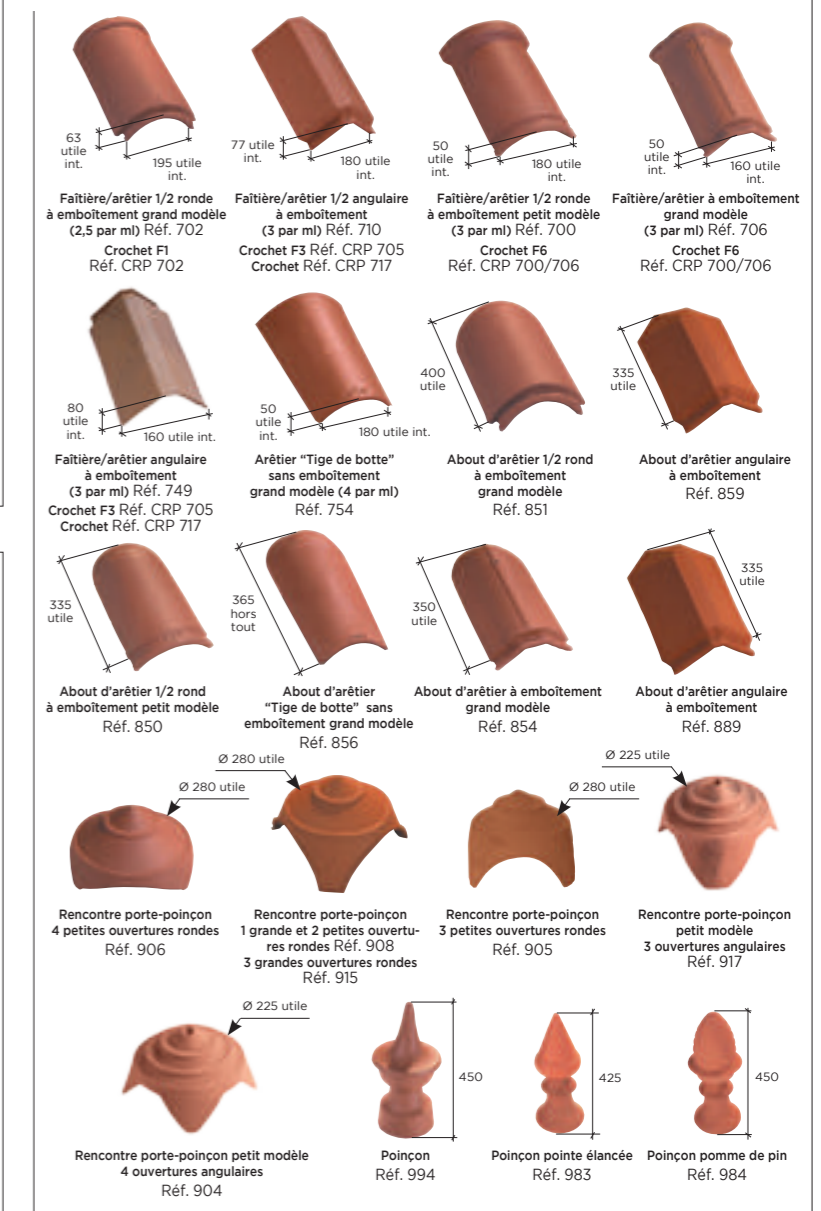 63
utile
int.
195 utile
int.
77 utile
int.
180 utile
int.
50
utile
int.
180 utile
int.
50
utile
int.
160 utile
int.
Faîtière/arêtier 1/2 ronde
à emboîtement grand modèle
(2,5 par ml) Réf. 702
Crochet F1
Réf. CRP 702
Faîtière/arêtier 1/2 angulaire
à emboîtement
(3 par ml) Réf. 710
Crochet F3 Réf. CRP 705
Crochet Réf. CRP 717
Faîtière/arêtier 1/2 ronde
à emboîtement petit modèle
(3 par ml) Réf. 700
Crochet F6
Réf. CRP 700/706
Faîtière/arêtier à emboîtement
grand modèle
(3 par ml) Réf. 706
Crochet F6
Réf. CRP 700/706
80
utile
int.
160 utile int.
50
utile
int.
180 utile int.
400
utile
335
utile
Faîtière/arêtier angulaire
à emboîtement
(3 par ml) Réf. 749
Crochet F3 Réf. CRP 705
Crochet Réf. CRP 717
Arêtier “Tige de botte”
sans emboîtement
grand modèle (4 par ml)
Réf. 754
About d’arêtier 1/2 rond
à emboîtement
grand modèle
Réf. 851
About d’arêtier angulaire
à emboîtement
Réf. 859
335
utile
365
hors
tout
350
utile
335
utile
About d’arêtier 1/2 rond
à emboîtement petit modèle
Réf. 850
About d’arêtier
“Tige de botte” sans
emboîtement grand modèle
Réf. 856
About d’arêtier à emboîtement
grand modèle
Réf. 854
About d’arêtier angulaire
à emboîtement
Réf. 889
Ø 280 utile
Ø 280 utile
Ø 280 utile
Ø 225 utile
Rencontre porte-poinçon
4 petites ouvertures rondes
Réf. 906
Rencontre porte-poinçon
1 grande et 2 petites ouvertu-
res rondes Réf. 908
3 grandes ouvertures rondes
Réf. 915
Rencontre porte-poinçon
3 petites ouvertures rondes
Réf. 905
Rencontre porte-poinçon
petit modèle
3 ouvertures angulaires
Réf. 917
Ø 225 utile
450
425
450
Rencontre porte-poinçon petit modèle
4 ouvertures angulaires
Réf. 904
Poinçon
Réf. 994
Poinçon pointe élancée
Réf. 983
Poinçon pomme de pin
Réf. 984